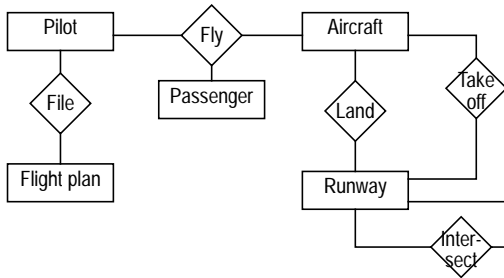 Pilot
Fly
Aircraft
File
Passenger
Land
Take
off
Flight plan
Runway
Inter-
sect